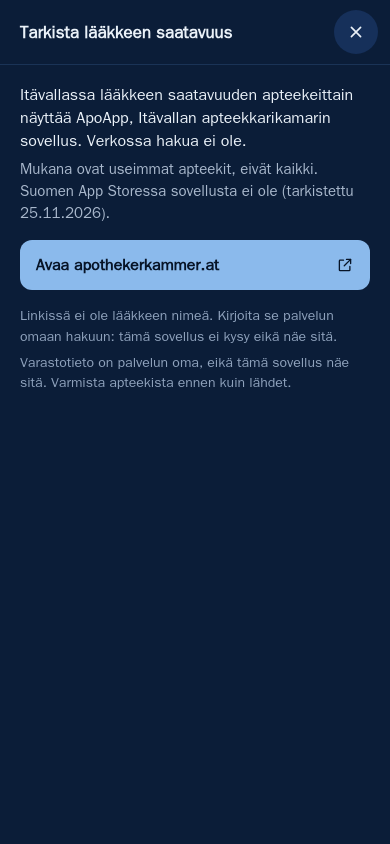 Tarkista lääkkeen saatavuus
Itävallassa lääkkeen saatavuuden apteekeittain
näyttää ApoApp, Itävallan apteekkarikamarin
sovellus. Verkossa hakua ei ole.
Mukana ovat useimmat apteekit, eivät kaikki.
Suomen App Storessa sovellusta ei ole (tarkistettu
25.11.2026).
Avaa apothekerkammer.at
Linkissä ei ole lääkkeen nimeä. Kirjoita se palvelun
omaan hakuun: tämä sovellus ei kysy eikä näe sitä.
Varastotieto on palvelun oma, eikä tämä sovellus näe
sitä. Varmista apteekista ennen kuin lähdet.